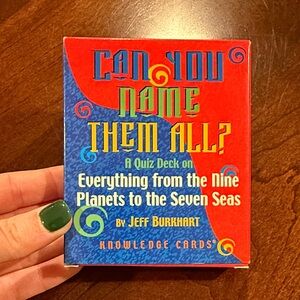 CAN YOU
NAME
THEM ALL?
A Quiz Deck on
Everything from the Nine
Planets to the Seven Seas
BY JEFF BURKHART
KNOWLEDGE CARDS®